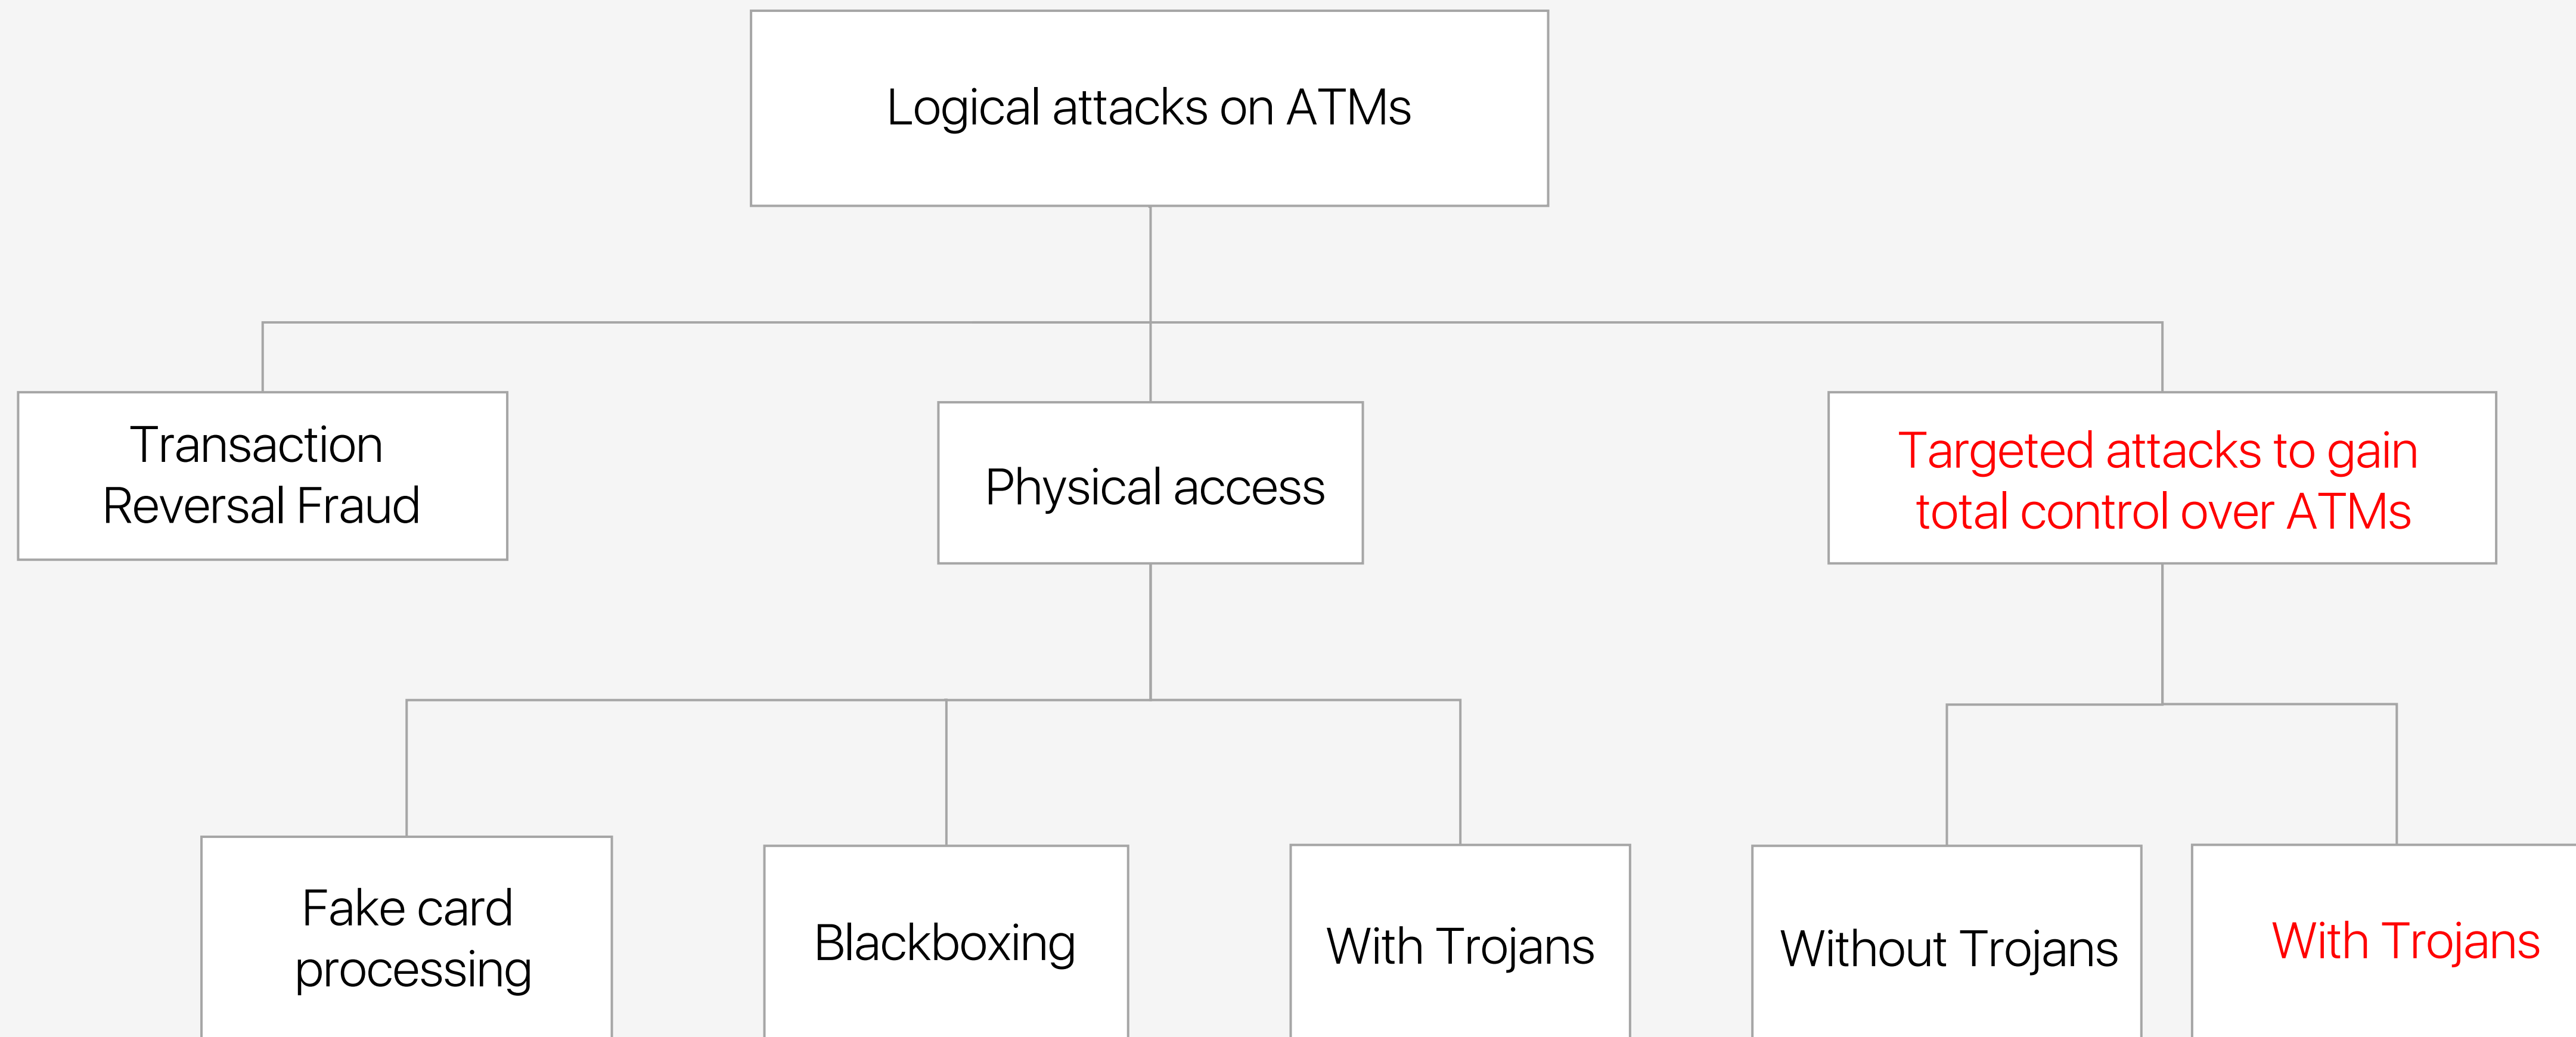 Logical attacks on ATMs
Transaction
Reversal Fraud
Physical access
Targeted attacks to gain
total control over ATMs
Fake card
processing
Blackboxing
With Trojans
Without Trojans
With Trojans